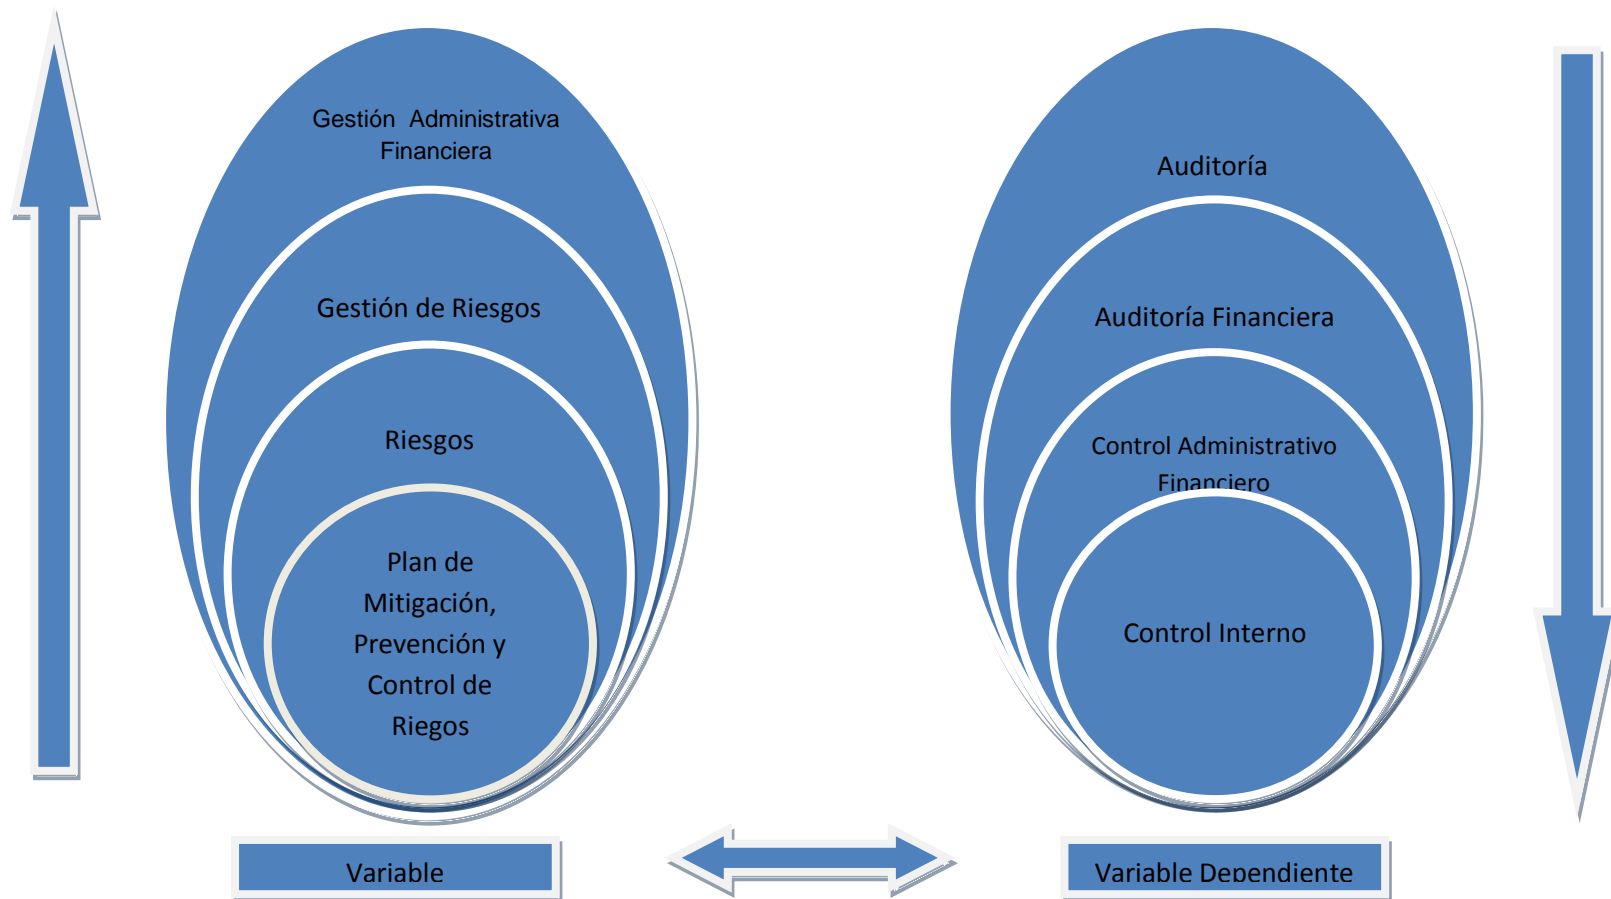 Gestión Administrativa
Financiera
Gestión de Riesgos
Riesgos
Plan de
Mitigación,
Prevención y
Control de
Riegos
Variable
Auditoría
Auditoría Financiera
Control Administrativo
Financiero
Control Interno
Variable Dependiente